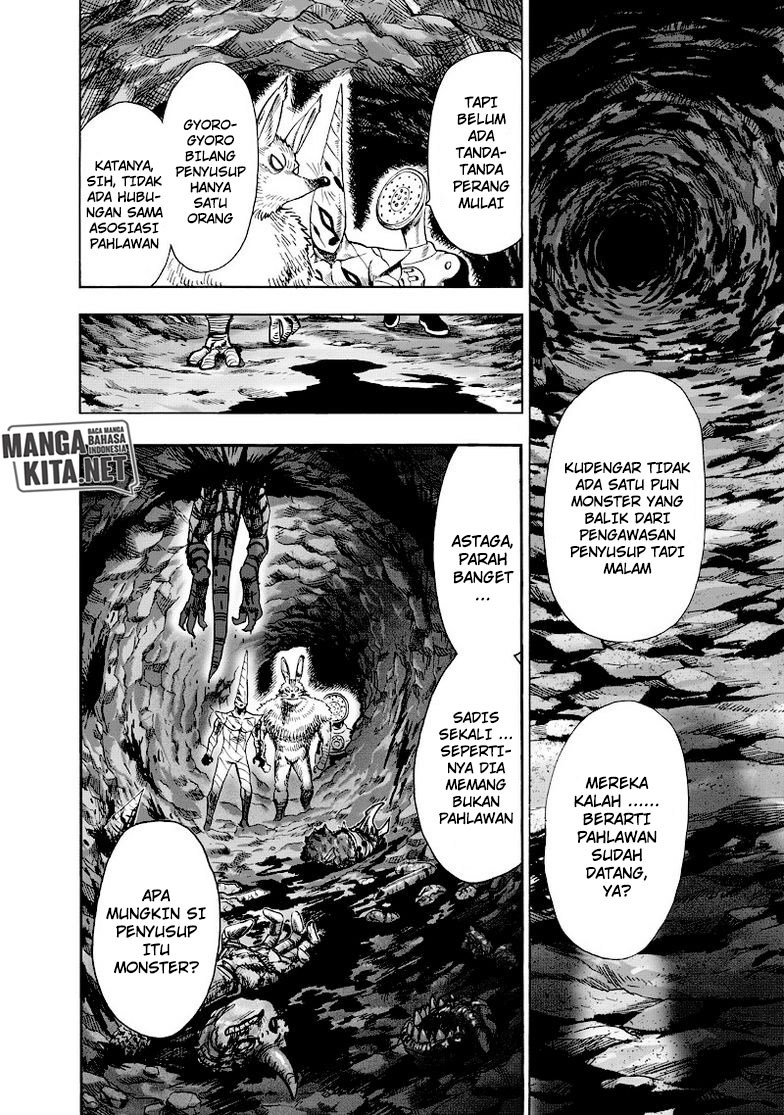 KUDENGAR TIDAK
ADA SATU PUN
MONSTER YANG
BALIK DARI
PENGAWASAN
PENYUSUP TADI
MALAM
MEREKA
KALAH ......
BERARTI
PAHLAWAN
SUDAH
DATANG,
YA?
TAPI
BELUM
ADA
TANDA-
TANDA
PERANG
MULAI
GYORO-
GYORO
BILANG
PENYUSUP
HANYA
SATU
ORANG
KATANYA,
SIH, TIDAK
ADA HUBU-
NGAN SAMA
ASOSIASI
PAHLAWAN
ASTAGA,
PARAH
BANGET
...
SADIS
SEKALI ...
SEPERTI-
NYA DIA
MEMANG
BUKAN
PAHLAWAN
APA
MUNGKIN SI
PENYUSUP
ITU
MONSTER?
MANGA
KITA.NET
BACA MANGA
BAHASA
INDONESIA